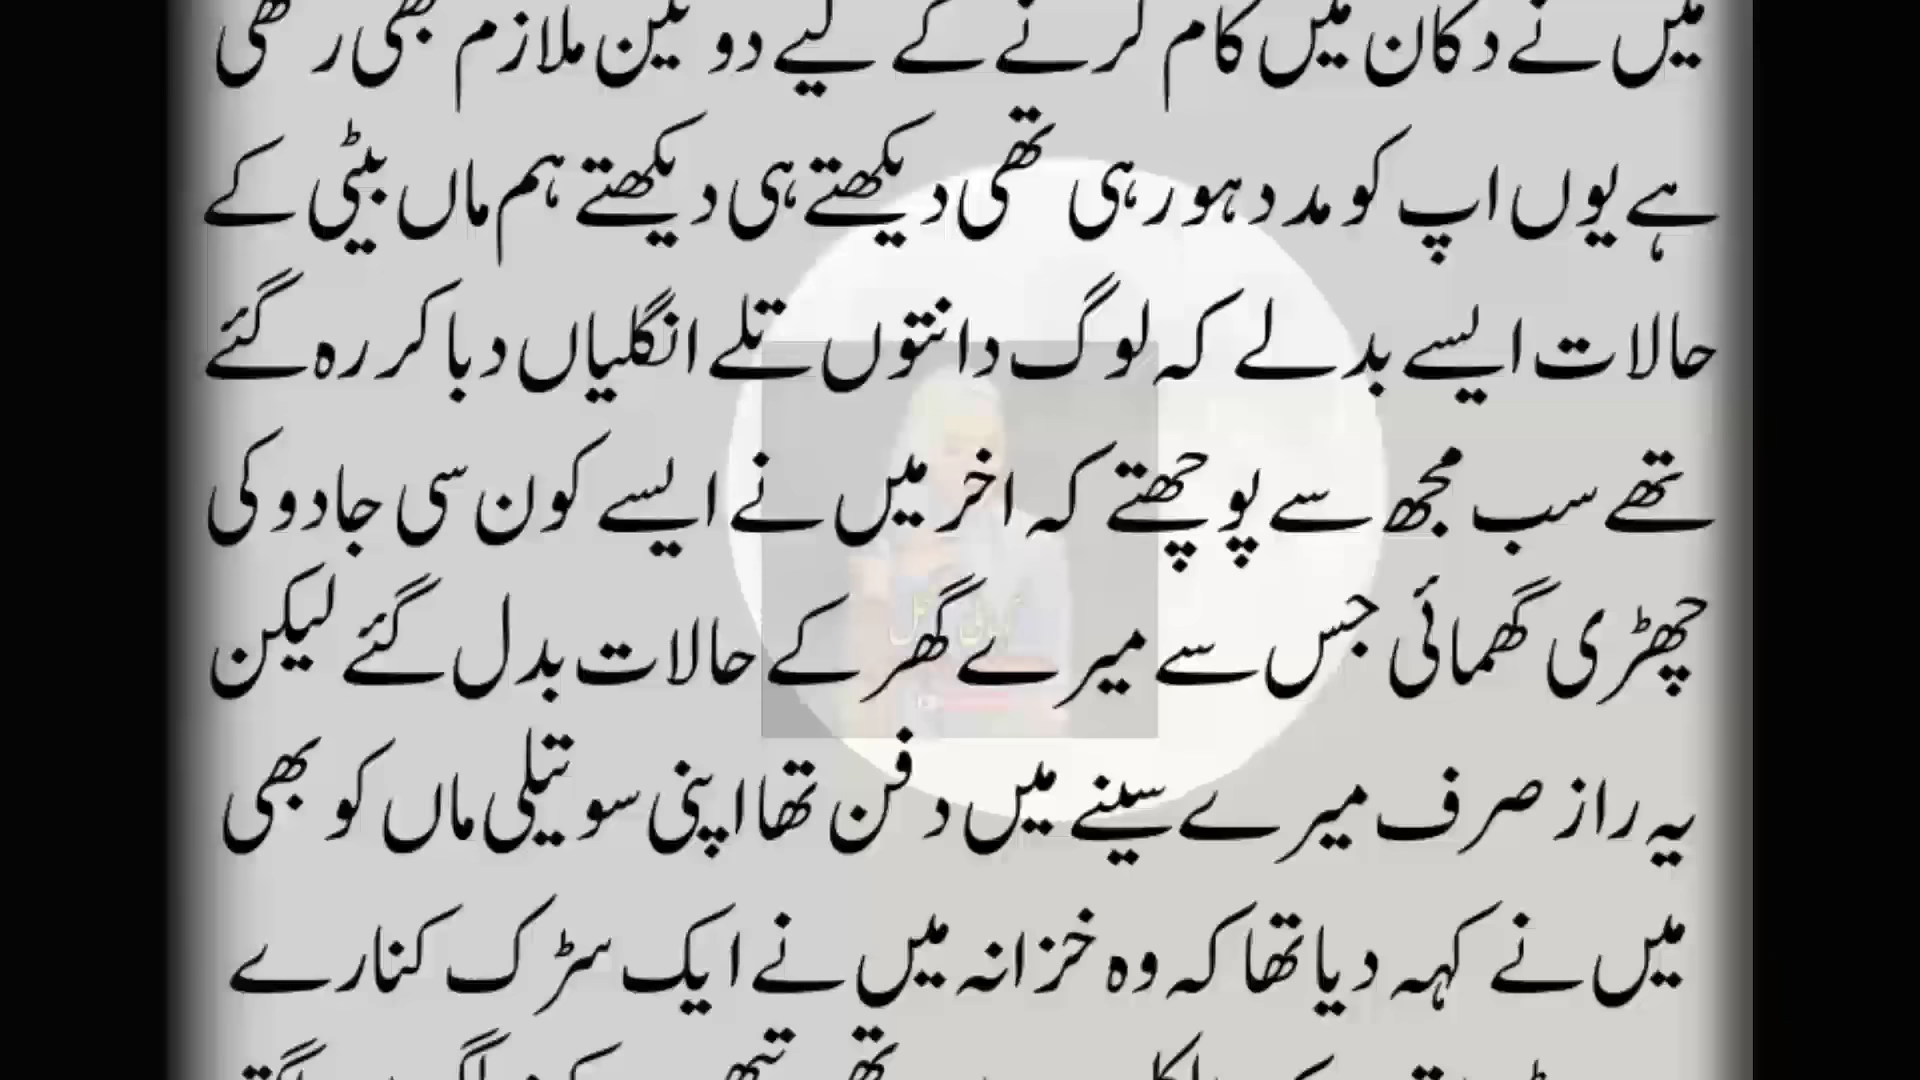 میں نے دکان میں کام کرنے کے لیے دو تین ملازم بھی رکھی
ہے یوں اپ کو مدد ہو رہی تھی دیکھتے ہی دیکھتے ہم ماں بیٹی کے
حالات ایسے بدلے کہ لوگ دانتوں تلے انگلیاں دبا کر رہ گئے
تھے سب مجھ سے پوچھتے کہ اخر میں نے ایسے کون سی جادو کی
چھڑی گھمائی جس سے میرے گھر کے حالات بدل گئے لیکن
یہ راز صرف میرے سینے میں دفن تھا اپنی سوتیلی ماں کو بھی
میں نے کہہ دیا تھا کہ وہ خزانہ میں نے ایک سڑک کنارے